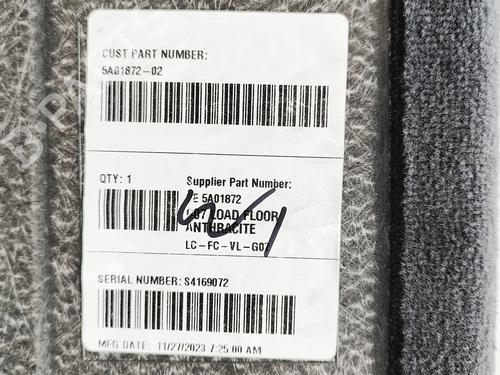 CUST PART NUMBER:
5A01872-02
QTY: 1
Supplier Part Number:
5A01872
LOAD FLOOR
ANTHRACITE
LC-FC-VL-G07
SERIAL NUMBER: S4169072
MFG DATE: 11/27/2023 7:25:00 AM